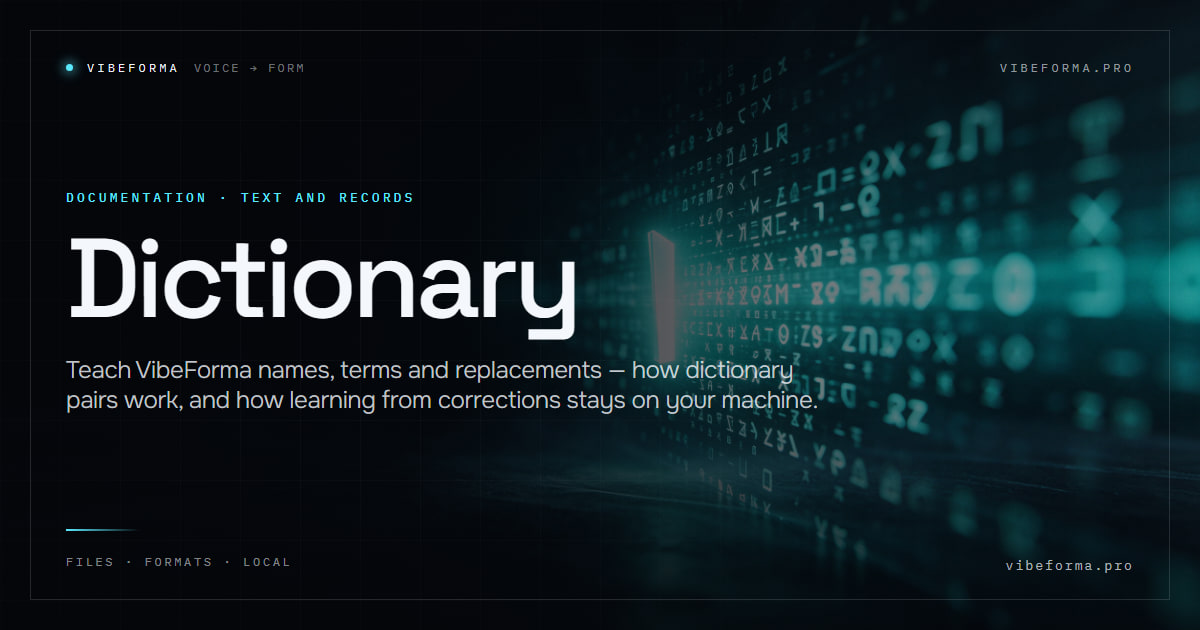 VIBEFORMA VOICE → FORM
VIBEFORMA.PRO
DOCUMENTATION · TEXT AND RECORDS
Dictionary
Teach VibeForma names, terms and replacements — how dictionary
pairs work, and how learning from corrections stays on your machine.
FILES · FORMATS · LOCAL
vibeforma.pro